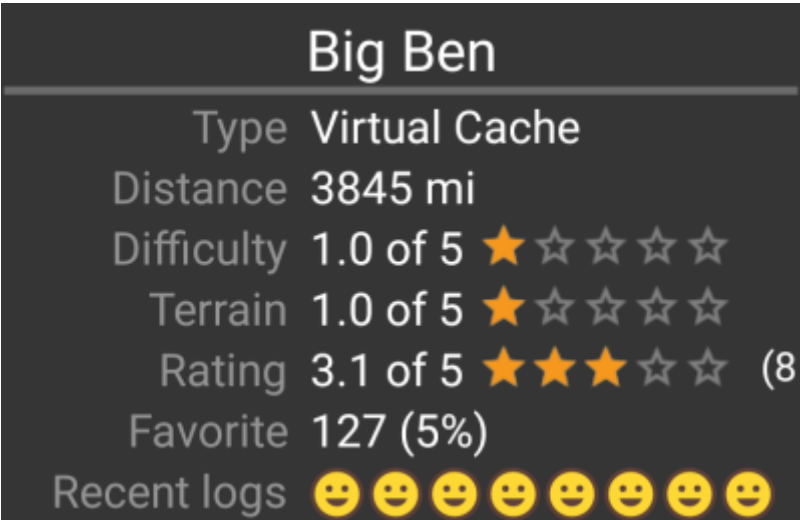 Big Ben
Type Virtual Cache
Distance 3845 mi
Difficulty 1.0 of 5
Terrain 1.0 of 5
Rating 3.1 of 5 (8
Favorite 127 (5%)
Recent logs